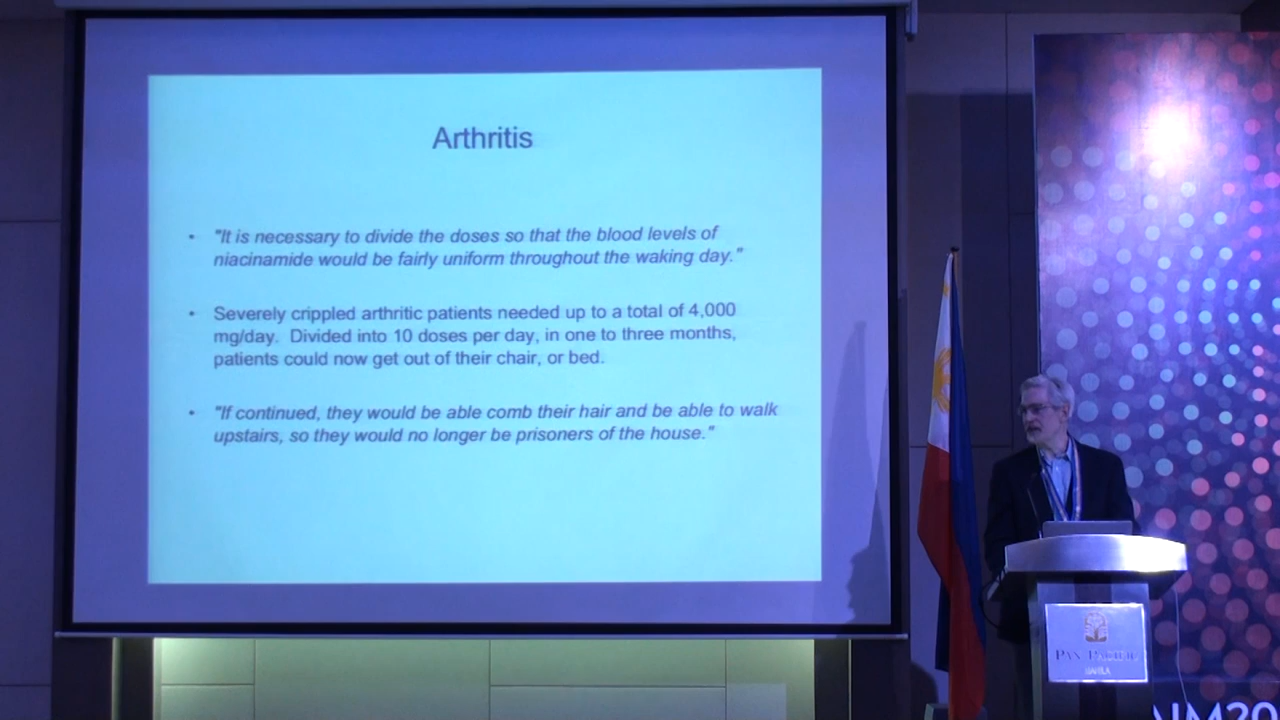 Arthritis
• "It is necessary to divide the doses so that the blood levels of
niacinamide would be fairly uniform throughout the waking day."
• Severely crippled arthritic patients needed up to a total of 4,000
mg/day. Divided into 10 doses per day, in one to three months,
patients could now get out of their chair, or bed.
• "If continued, they would be able comb their hair and be able to walk
upstairs, so they would no longer be prisoners of the house."
PAN PACIFIC
MANILA